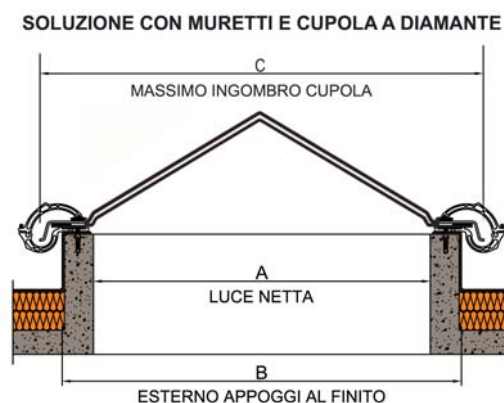 SOLUZIONE CON MURETTI E CUPOLA A DIAMANTE
C
MASSIMO INGOMBRO CUPOLA
A
LUCE NETTA
B
ESTERNO APPOGGI AL FINITO